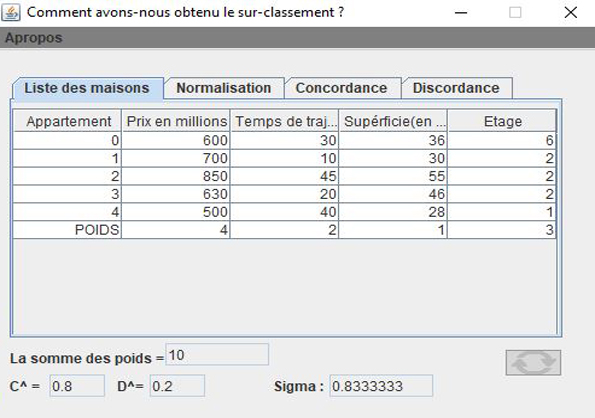 Comment avons-nous obtenu le sur-classement ?
Apropos
Liste des maisons Normalisation Concordance Discordance
Appartement Prix en millions Temps de traj... Supérficie(en ... Etage
0 600 30 36 6
1 700 10 30 2
2 850 45 55 2
3 630 20 46 2
4 500 40 28 1
POIDS 4 2 1 3
La somme des poids = 10
C^ = 0.8 D^= 0.2 Sigma : 0.8333333